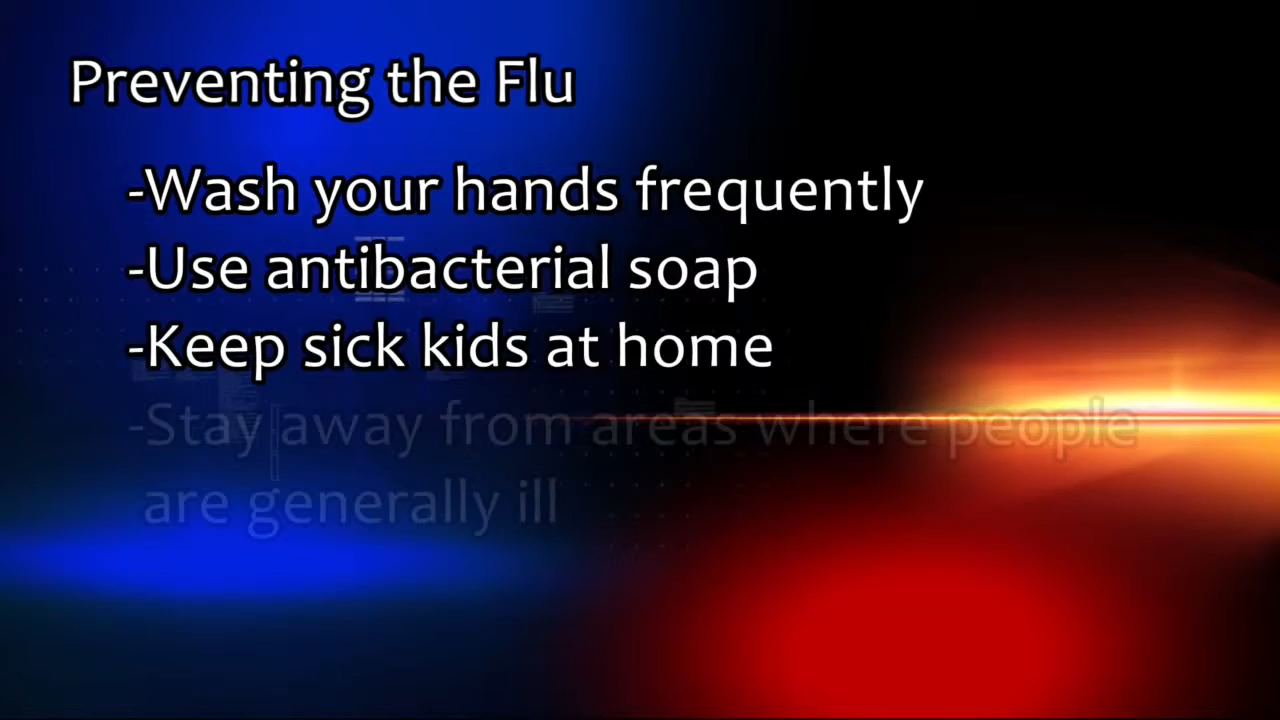 Preventing the Flu
-Wash your hands frequently
-Use antibacterial soap
-Keep sick kids at home
-Stay away from areas where people
are generally ill